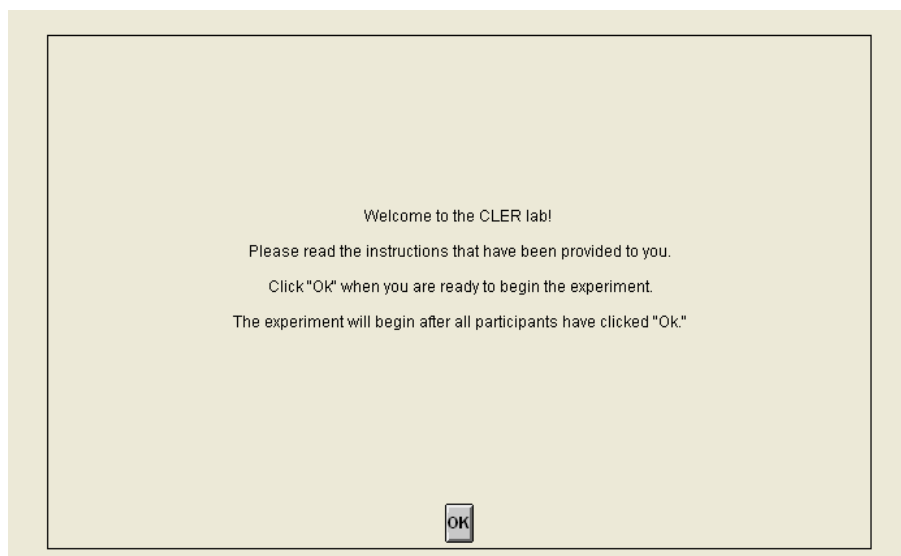 Welcome to the CLER lab!
Please read the instructions that have been provided to you.
Click "Ok" when you are ready to begin the experiment.
The experiment will begin after all participants have clicked "Ok."
OK